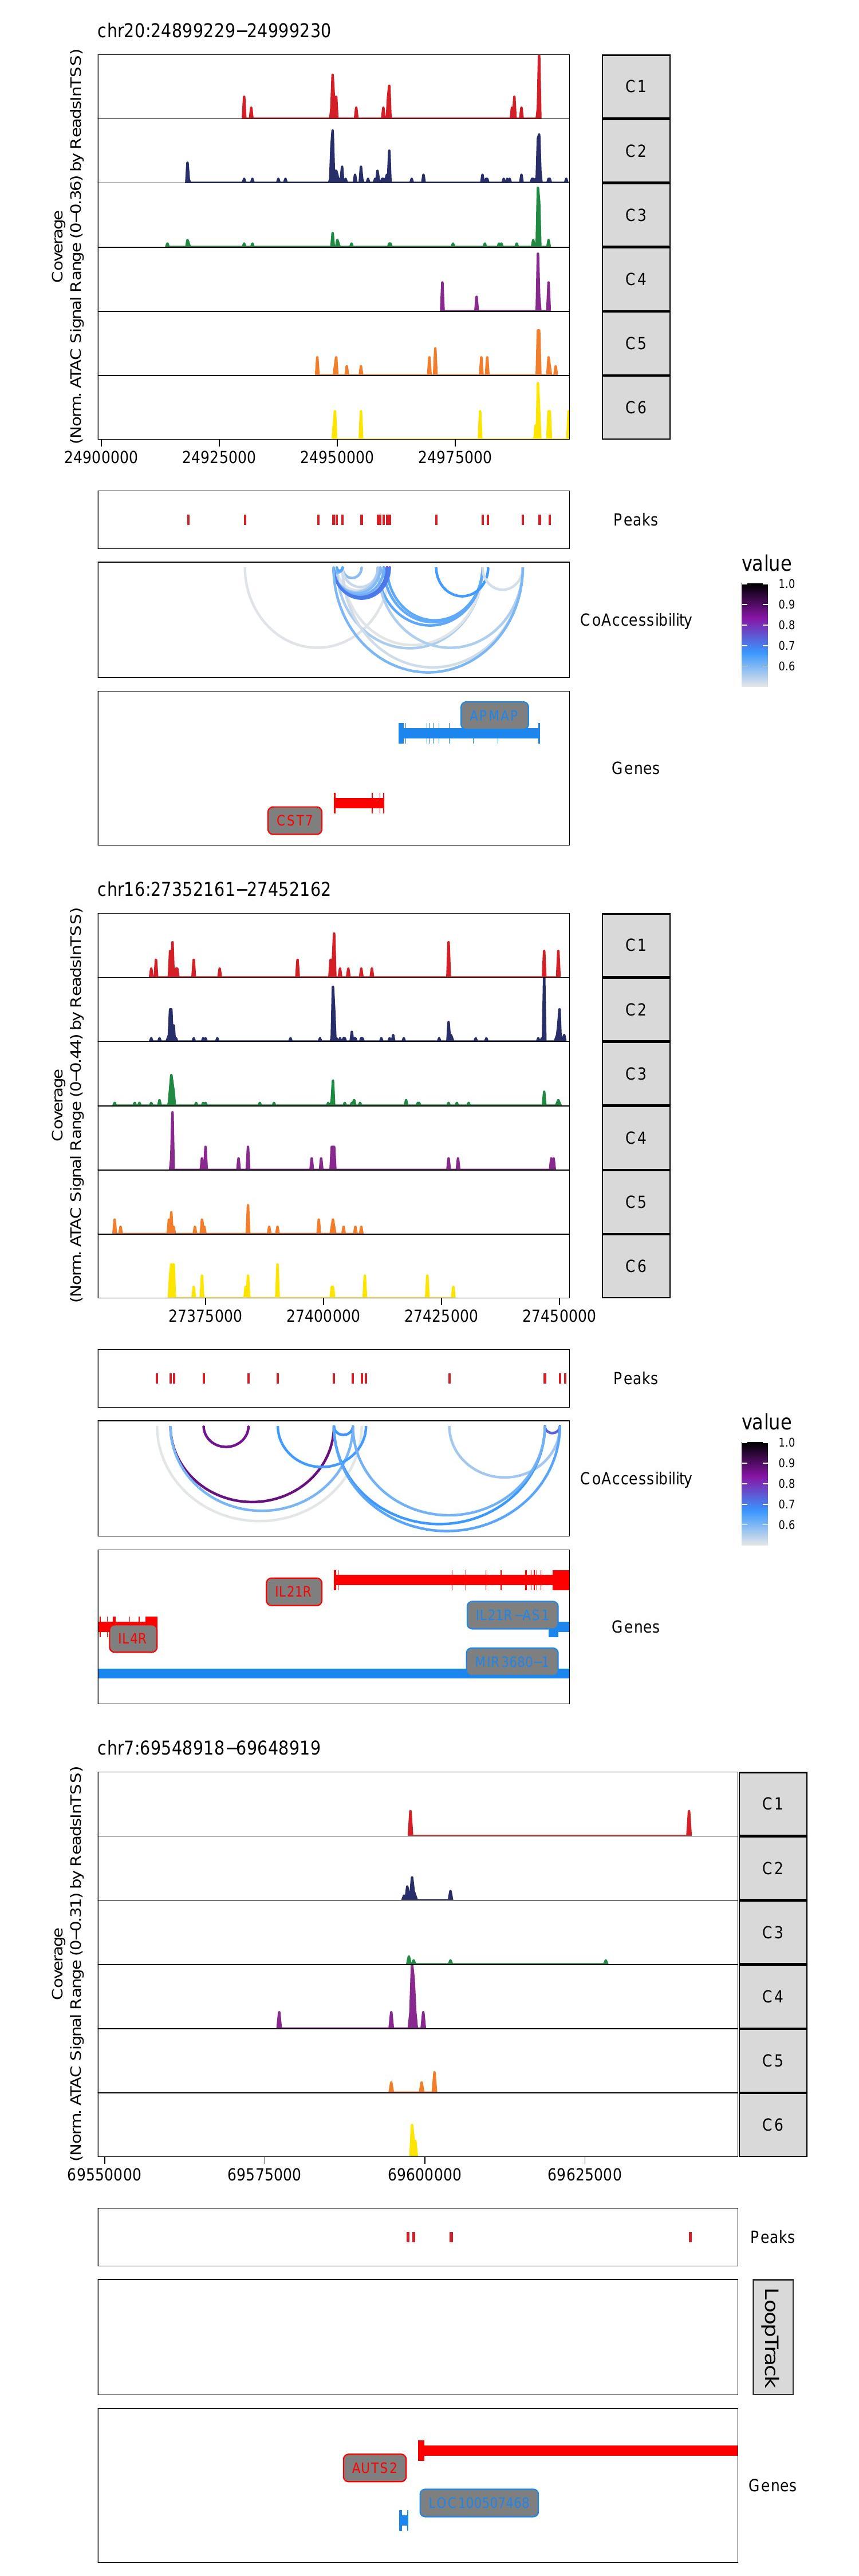 chr20:24899229−24999230
Coverage
(Norm. ATAC Signal Range (0−0.36) by ReadsInTSS)
C1
C2
C3
C4
C5
C6
24900000 24925000 24950000 24975000
Peaks
CoAccessibility
value
1.0
0.9
0.8
0.7
0.6
APMAP
Genes
CST7
chr16:27352161−27452162
Coverage
(Norm. ATAC Signal Range (0−0.44) by ReadsInTSS)
C1
C2
C3
C4
C5
C6
27375000 27400000 27425000 27450000
Peaks
CoAccessibility
value
1.0
0.9
0.8
0.7
0.6
IL21R
IL21R−AS1
IL4R
Genes
MIR3680−1
chr7:69548918−69648919
Coverage
(Norm. ATAC Signal Range (0−0.31) by ReadsInTSS)
C1
C2
C3
C4
C5
C6
69550000 69575000 69600000 69625000
Peaks
LoopTrack
AUTS2
Genes
LOC100507468